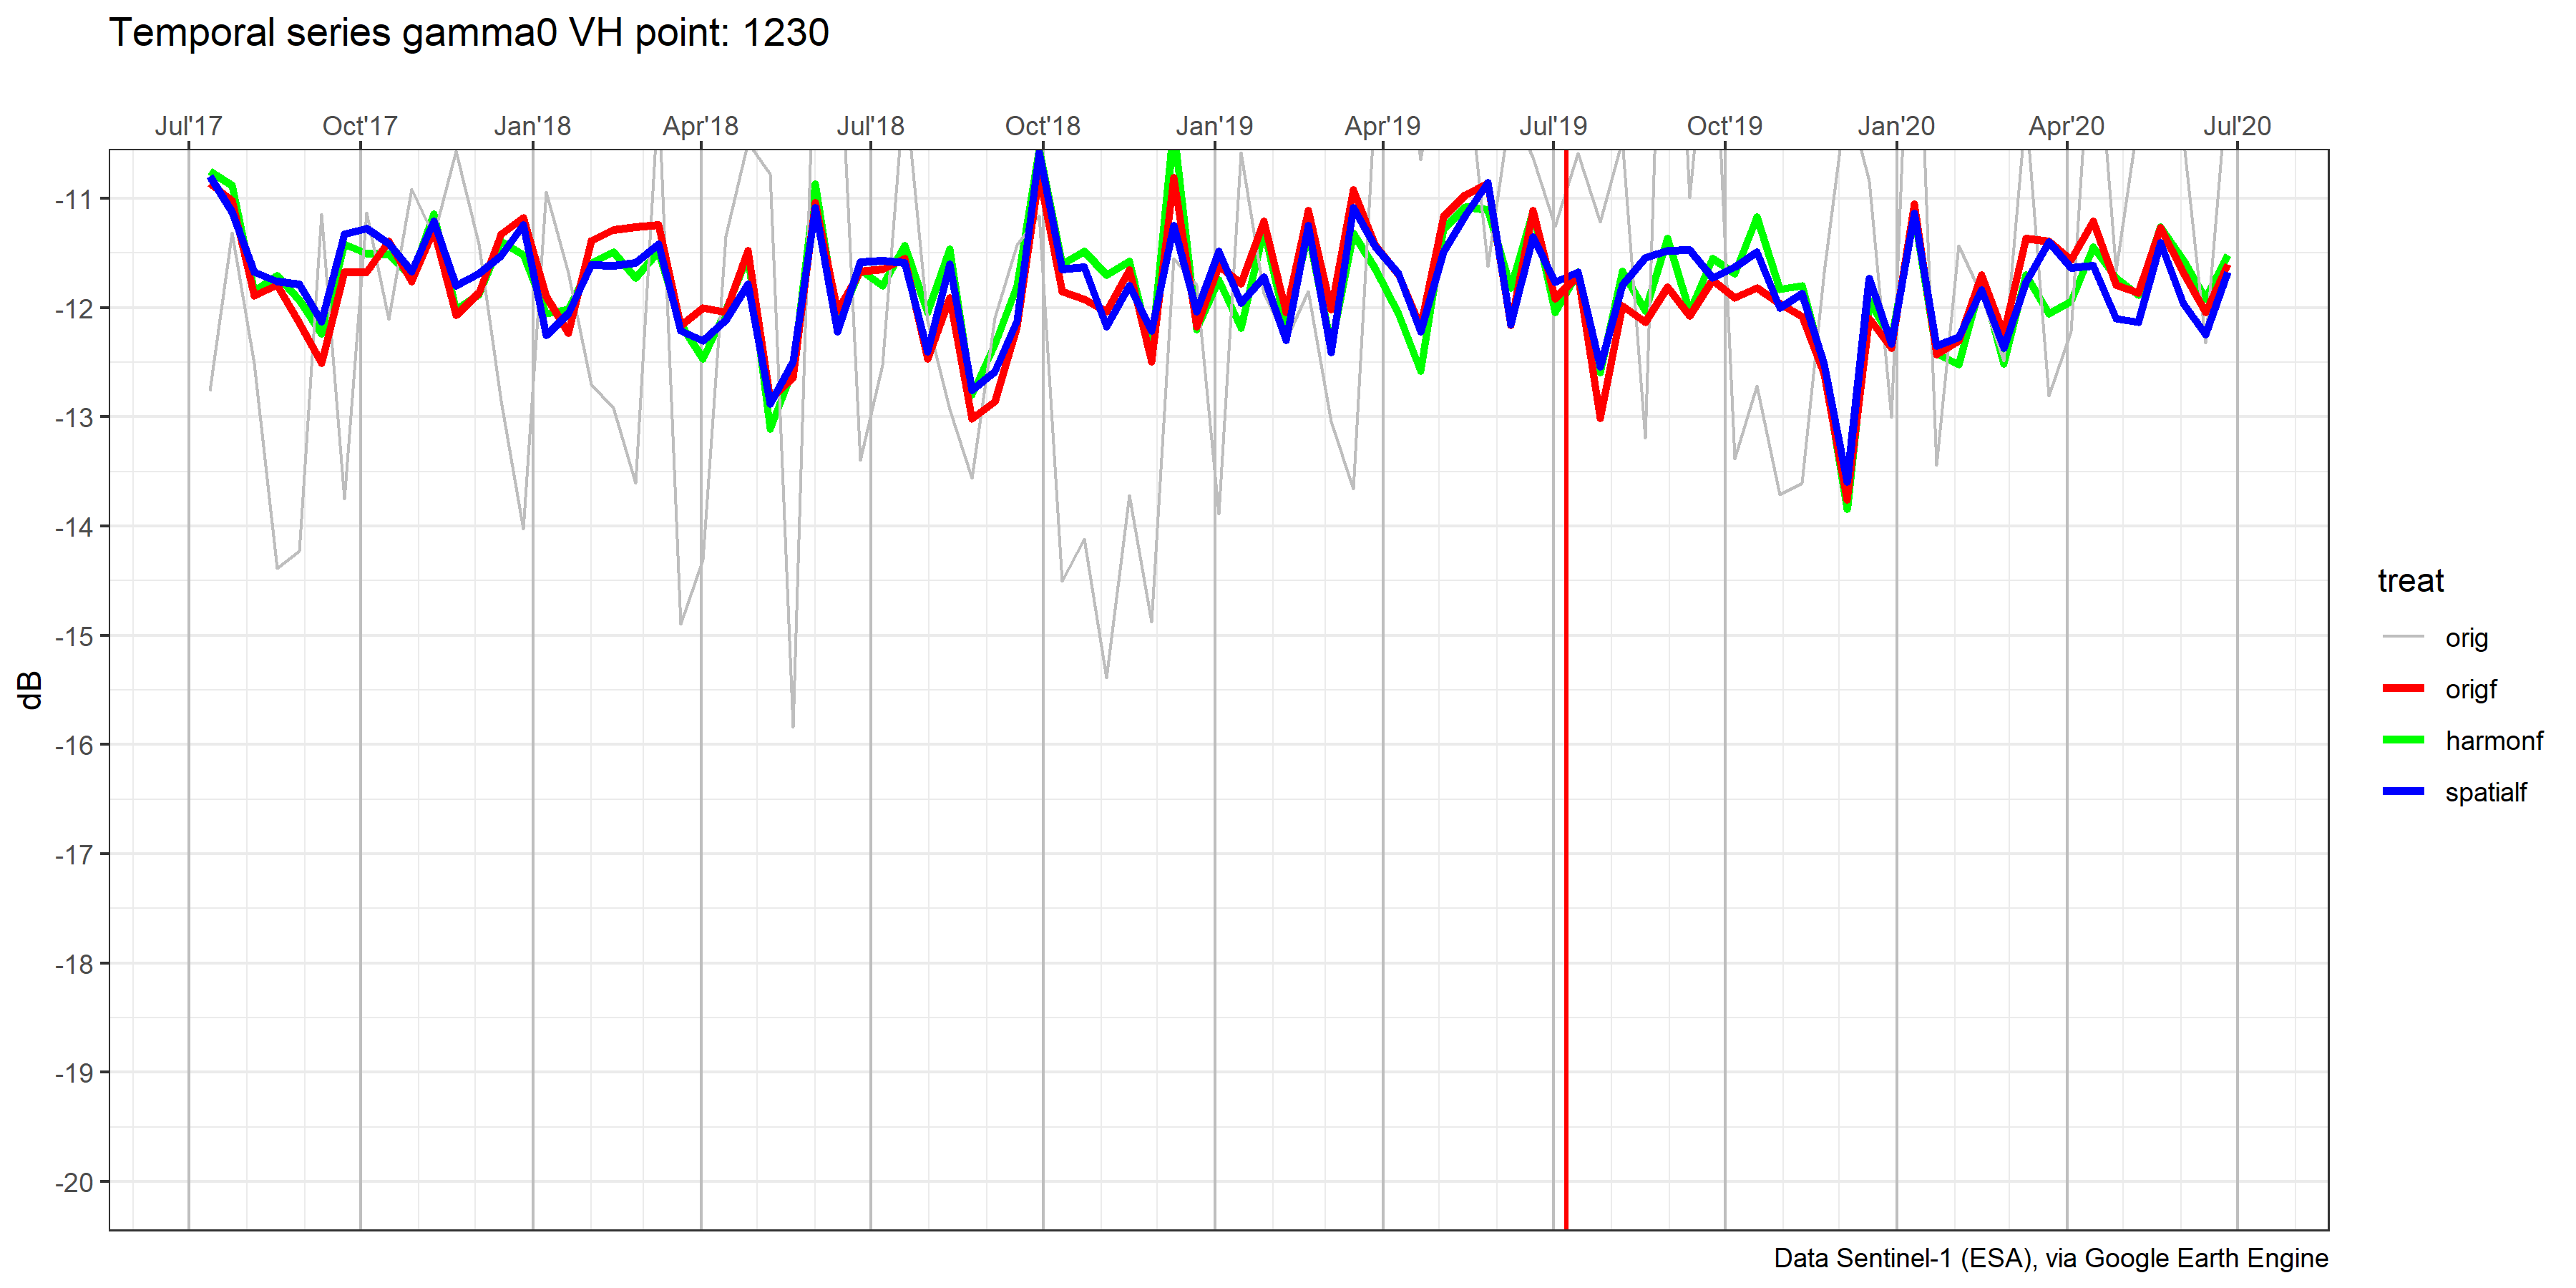 Temporal series gamma0 VH point: 1230
Jul'17 Oct'17 Jan'18 Apr'18 Jul'18 Oct'18 Jan'19 Apr'19 Jul'19 Oct'19 Jan'20 Apr'20 Jul'20
-11
-12
-13
-14
-15
-16
-17
-18
-19
-20
dB
treat
orig
origf
harmonf
spatialf
Data Sentinel-1 (ESA), via Google Earth Engine